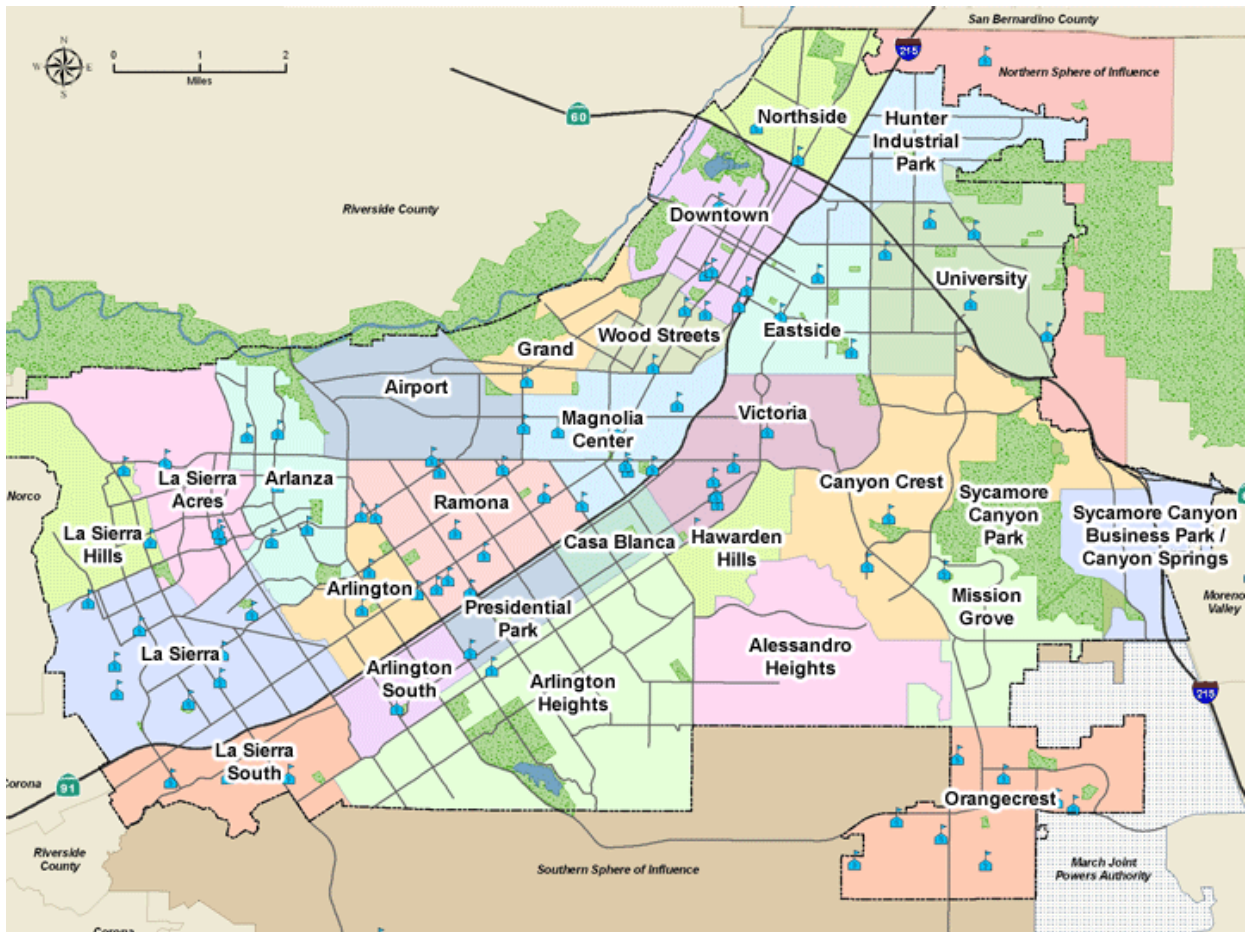 San Bernardino County
N
W E
S
0 1 2
Miles
215
Northern Sphere of Influence
60
Northside
Hunter
Industrial
Park
Riverside County
Downtown
University
Wood Streets
Eastside
Grand
Airport
Magnolia
Center
Victoria
Norco
La Sierra
Acres
Arlanza
Ramona
Canyon Crest
Sycamore
Canyon
Park
Sycamore Canyon
Business Park /
Canyon Springs
La Sierra
Hills
Casa Blanca
Hawarden
Hills
Arlington
Presidential
Park
Mission
Grove
Moreno
Valley
La Sierra
Arlington
South
Arlington
Heights
Alessandro
Heights
215
La Sierra
South
Corona
91
Orangecrest
Riverside
County
Southern Sphere of Influence
March Joint
Powers Authority
Corona